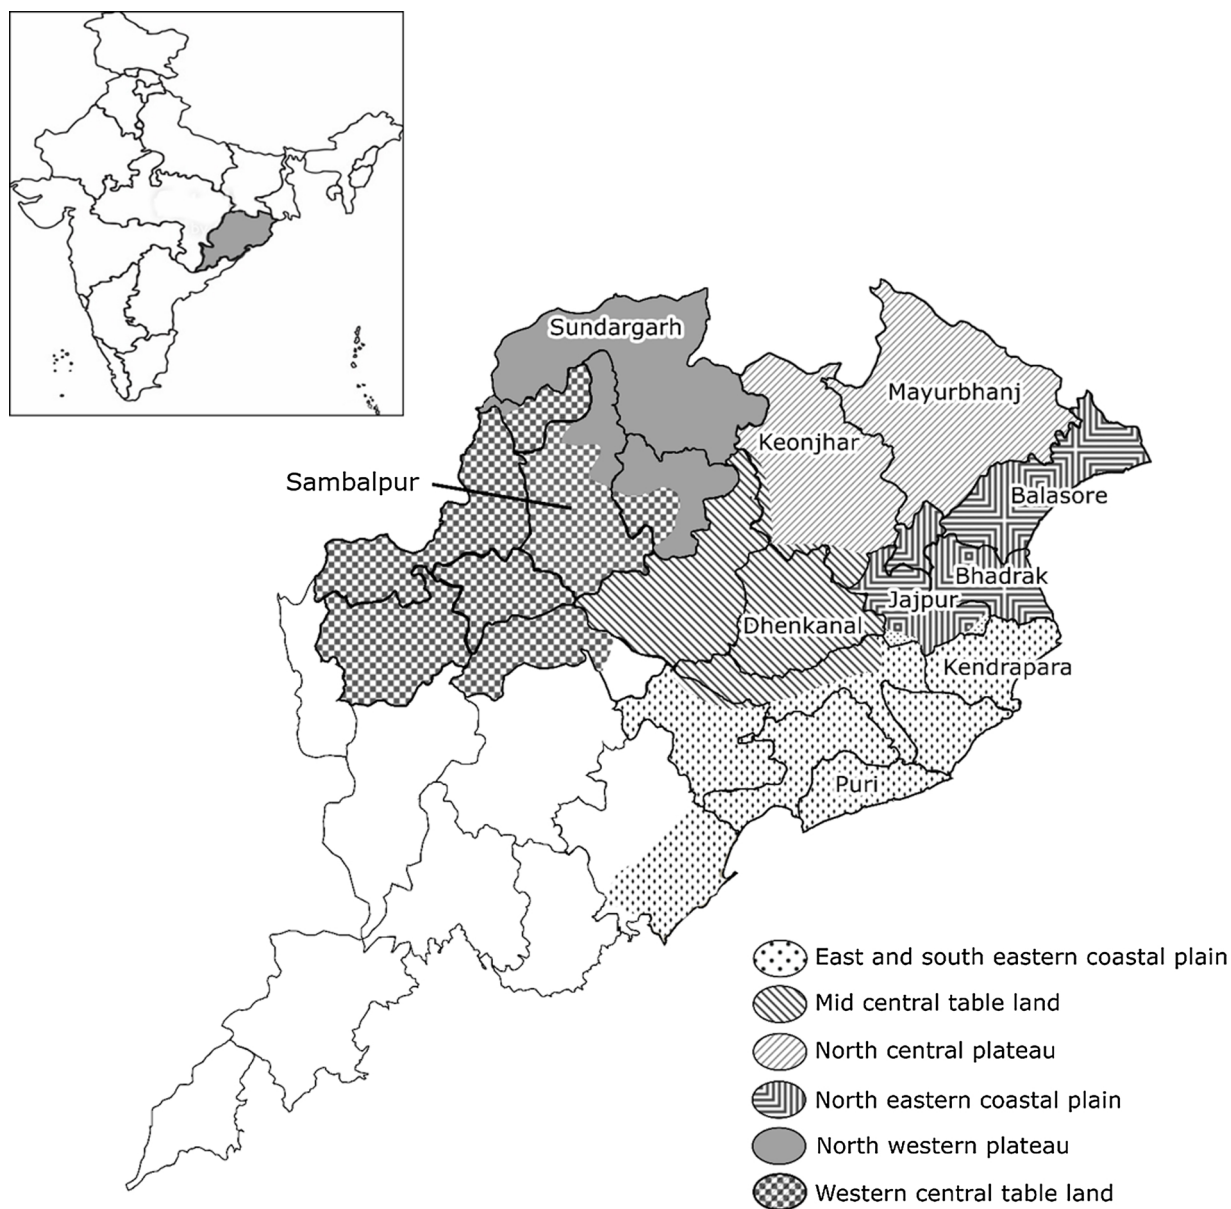 Sundargarh
Mayurbhanj
Keonjhar
Sambalpur
Balasore
Bhadrak
Jajpur
Dhenkanal
Kendrapara
Puri
East and south eastern coastal plain
Mid central table land
North central plateau
North eastern coastal plain
North western plateau
Western central table land